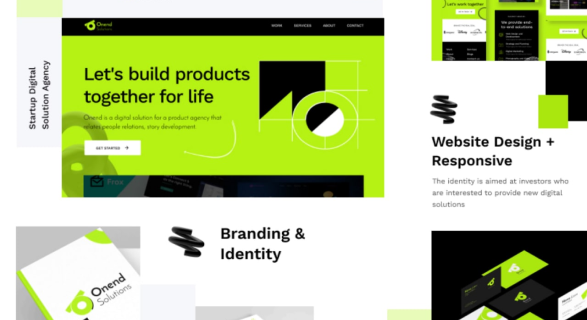 Startup Digital
Solution Agency
Onend
Solutions
WORK SERVICES ABOUT CONTACT
Let's build products
together for life
Onend is a digital solution for a product agency that
people relations, story development.
GET STARTED
Free
Let's work together
We provide end-
to-end solutions
Website Design +
Responsive
The identity is aimed at investors who
are interested to provide new digital
solutions
Branding &
Identity
Onend
Solutions